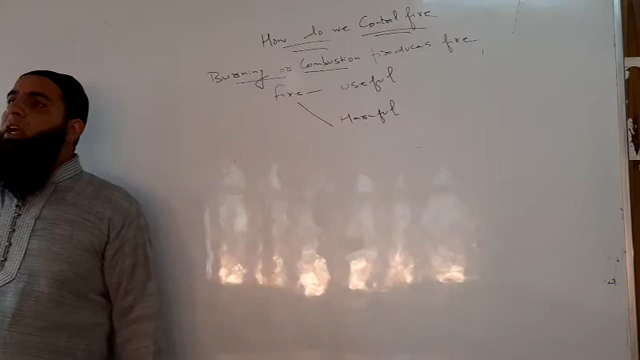 How do we Control fire
Burning or Combustion produces fire,
fire — useful
Harmful